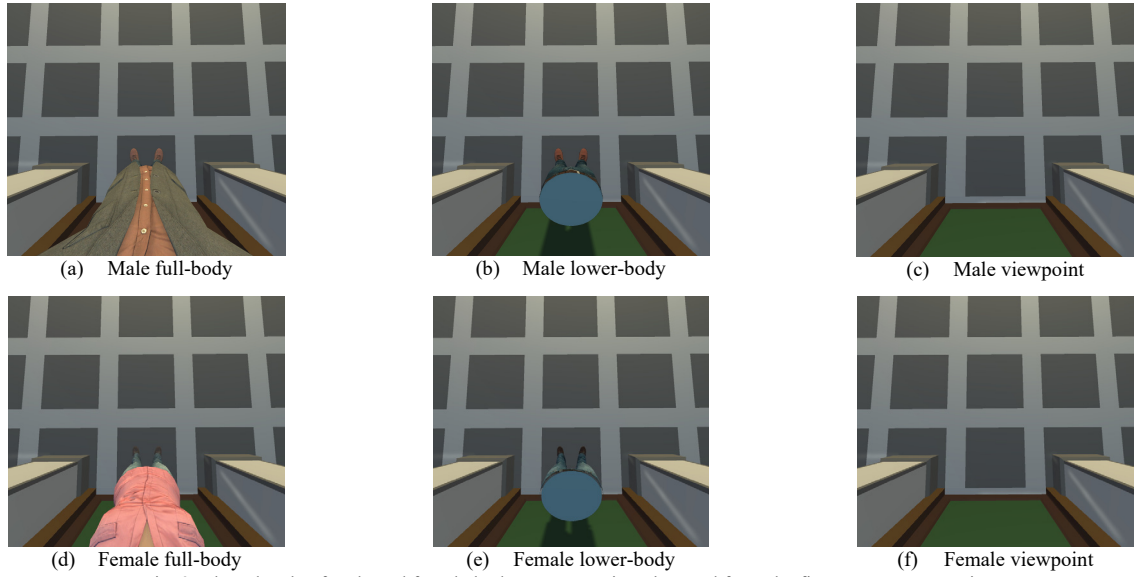 (a) Male full-body
(b) Male lower-body
(c) Male viewpoint
(d) Female full-body
(e) Female lower-body
(f) Female viewpoint